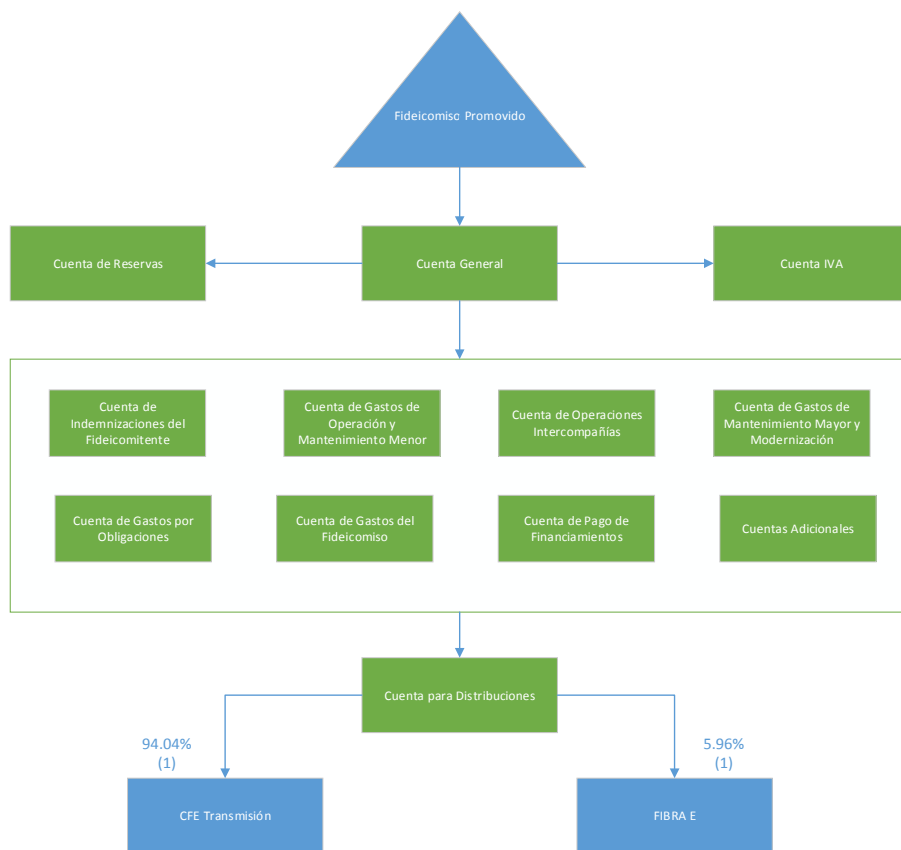 Fideicomiso Promovido
Cuenta de Reservas
Cuenta General
Cuenta IVA
Cuenta de
Indemnizaciones del
Fideicomitente
Cuenta de Gastos de
Operación y
Mantenimiento Menor
Cuenta de Operaciones
Intercompañías
Cuenta de Gastos de
Mantenimiento Mayor y
Modernización
Cuenta de Gastos por
Obligaciones
Cuenta de Gastos del
Fideicomiso
Cuenta de Pago de
Financiamientos
Cuentas Adicionales
Cuenta para Distribuciones
94.04%
(1)
5.96%
(1)
CFE Transmisión
FIBRA E